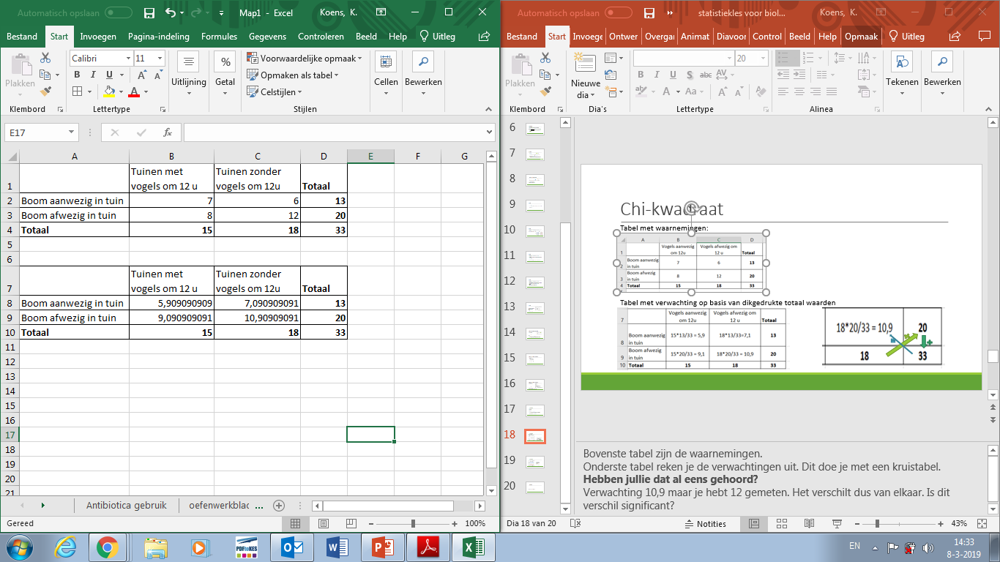 Automatisch opslaan
Map1 - Excel
Koens, K.
Bestand Start Invoegen Pagina-indeling Formules Gegevens Controleren Beeld Help Uitleg
Plakken
Klembord
Calibri 11
B I U A A
Lettertype
Uitlijning
%
Getal
Voorwaardelijke opmaak
Opmaken als tabel
Celstijlen
Stijlen
Cellen
Bewerken
E17
fx
A B C D E F G
Tuinen met Tuinen zonder
1 vogels om 12 u vogels om 12u Totaal
2 Boom aanwezig in tuin 7 6 13
3 Boom afwezig in tuin 8 12 20
4 Totaal 15 18 33
5
6
Tuinen met Tuinen zonder
7 vogels om 12 u vogels om 12u Totaal
8 Boom aanwezig in tuin 5,909090909 7,090909091 13
9 Boom afwezig in tuin 9,090909091 10,90909091 20
10 Totaal 15 18 33
11
12
13
14
15
16
17
18
19
20
21
Antibiotica gebruik oefenwerkblac ...
Gereed
100%
Automatisch opslaan
statistiekles voor biol...
Koens, K.
Bestand Start Invoege Ontwer Overgar Animat Diavoor Control Beeld Help Opmaak Uitleg
Plakken
Klembord
Nieuwe
dia
Dia's
20
B I U S abc AV
A Aa A A
Lettertype
Alinea
Tekenen
Bewerken
6
7
8
9
10
11
12
13
14
15
16
17
18
19
20
Chi-kwadraat
Tabel met waarnemingen:
A B C D
Vogels aanwezig Vogels afwezig om
1 om 12u 12 u Totaal
Boom aanwezig
2 in tuin 7 6 13
Boom afwezig
3 in tuin 8 12 20
4 Totaal 15 18 33
Tabel met verwachting op basis van dikgedrukte totaal waarden
Vogels aanwezig Vogels afwezig om
7 om 12u 12 u Totaal
Boom aanwezig
8 in tuin 15*13/33 = 5,9 18*13/33=7,1 13
Boom afwezig
9 in tuin 15*20/33 = 9,1 18*20/33 = 10,9 20
10 Totaal 15 18 33
18*20/33 = 10,9 20
18 33
Bovenste tabel zijn de waarnemingen.
Onderste tabel reken je de verwachtingen uit. Dit doe je met een kruistabel.
Hebben jullie dat al eens gehoord?
Verwachting 10,9 maar je hebt 12 gemeten. Het verschilt dus van elkaar. Is dit
verschil significant?
Dia 18 van 20
Notities
43%
PDFtoKES
EN
14:33
8-3-2019